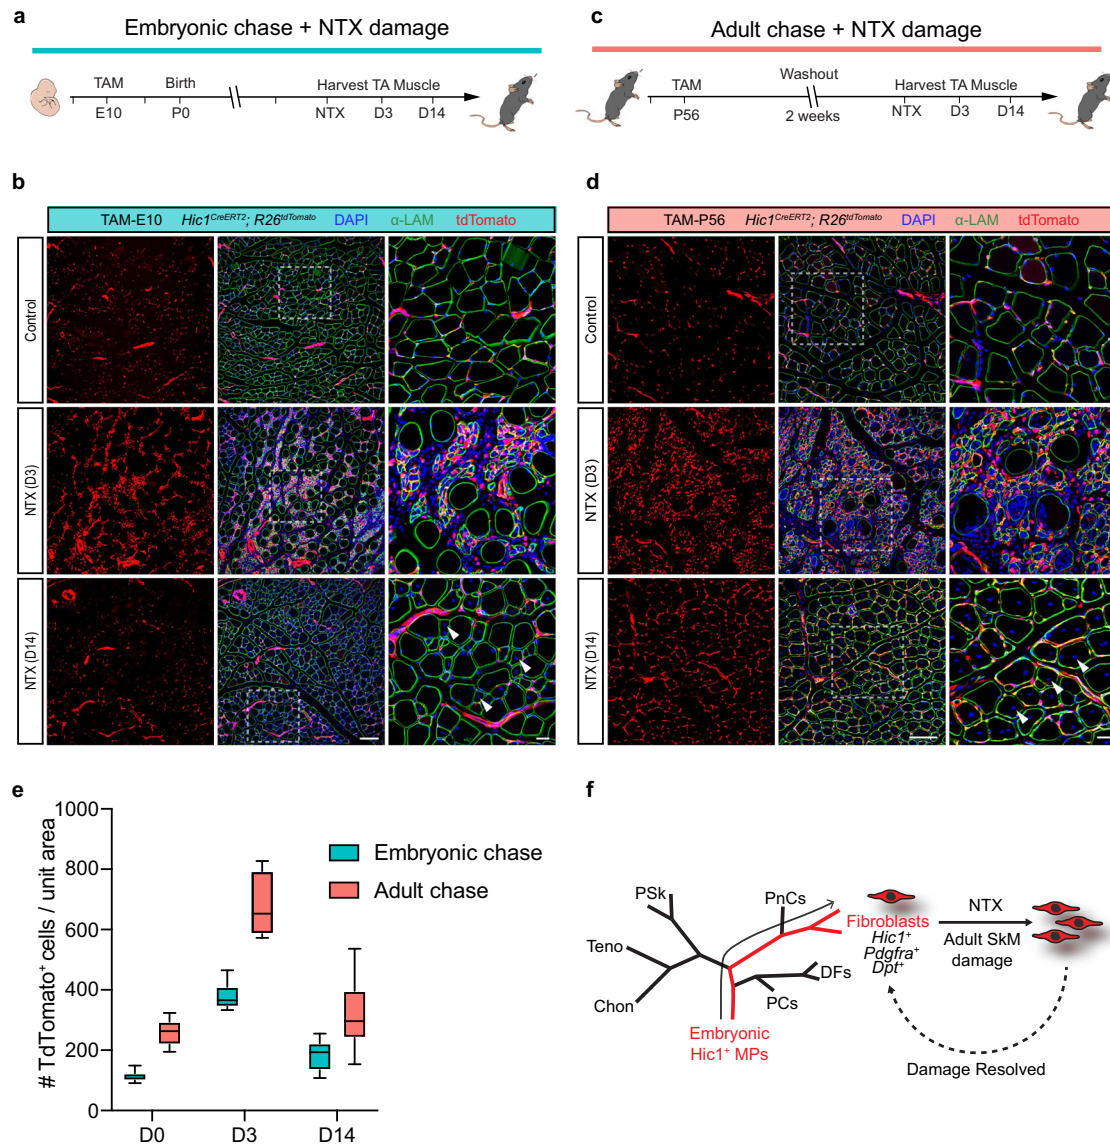 a
Embryonic chase + NTX damage
TAM
Birth
Harvest TA Muscle
E10
P0
NTX
D3
D14
c
Adult chase + NTX damage
TAM
Washout
Harvest TA Muscle
P56
2 weeks
NTX
D3
D14
b
TAM-E10 Hic1CreERT2; R26tdTomato DAPI α-LAM tdTomato
Control
NTX (D3)
NTX (D14)
d
TAM-P56 Hic1CreERT2; R26tdTomato DAPI α-LAM tdTomato
Control
NTX (D3)
NTX (D14)
e
# TdTomato+ cells / unit area
1000
800
600
400
200
0
D0
D3
D14
Embryonic chase
Adult chase
f
PSk
Teno
Chon
PnCs
DFs
PCs
Embryonic
Hic1+ MPs
Fibroblasts
Hic1+
Pdgfra+
Dpt+
NTX
Adult SkM
damage
Damage Resolved